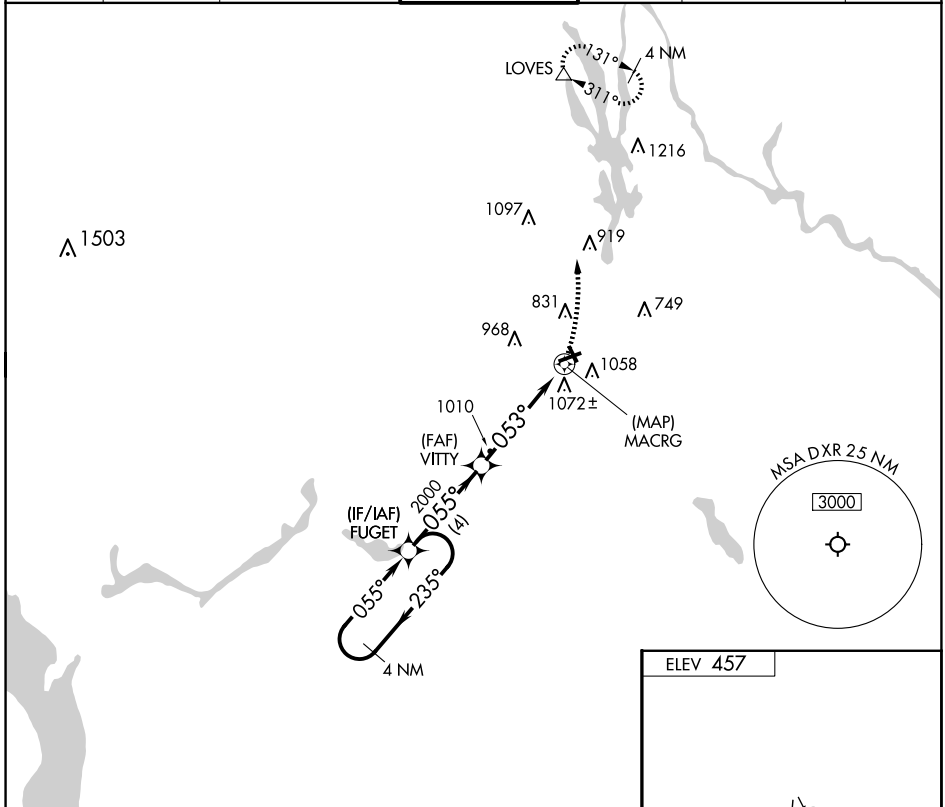 131°
4 NM
LOVES
311°
1216
1097
919
1503
831
749
968
1058
1072±
1010
(MAP)
MACRG
053°
(FAF)
VITTY
2000
055°
(4)
(IF/IAF)
FUGET
055°
235°
4 NM
MSA DXR 25 NM
3000
ELEV 457